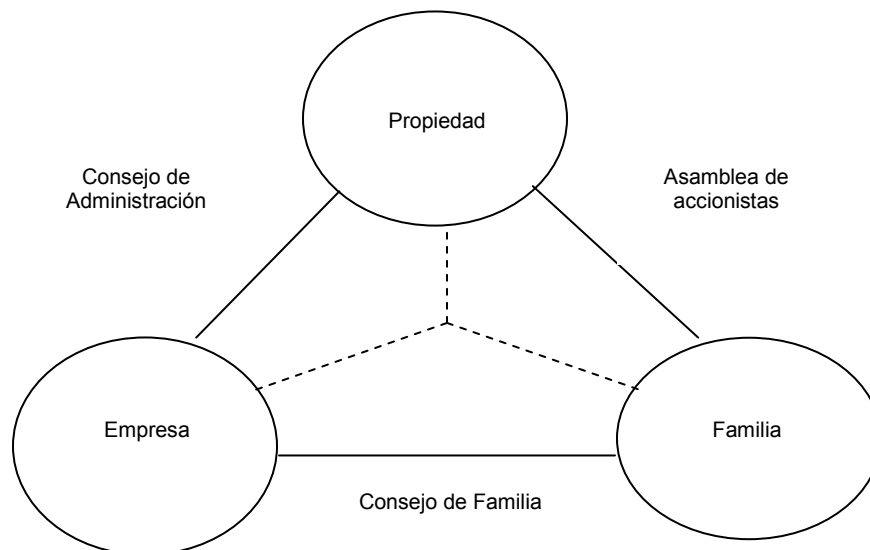 Propiedad
Consejo de
Administración
Asamblea de
accionistas
Empresa
Familia
Consejo de Familia